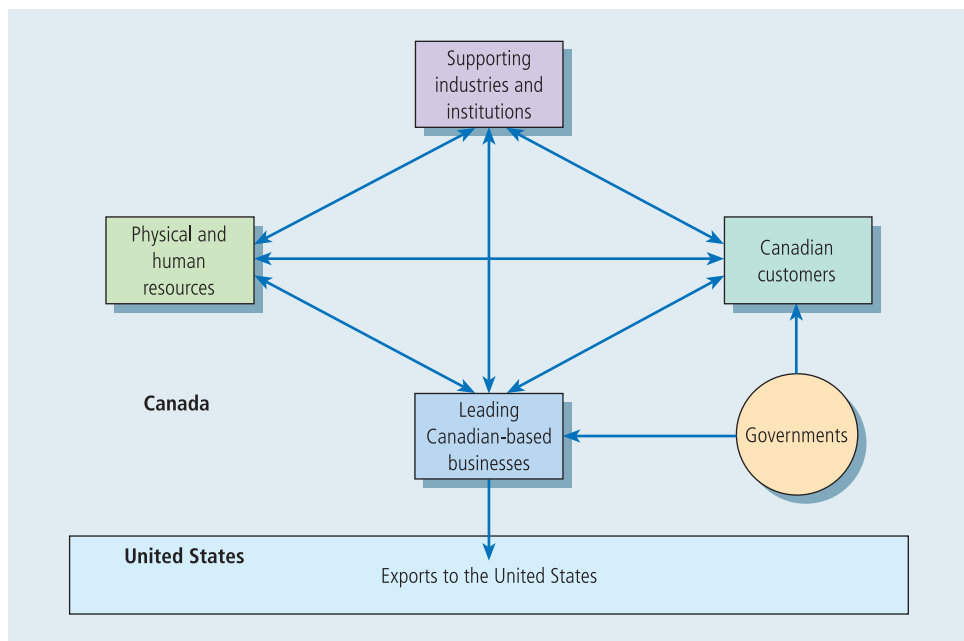 Supporting
industries and
institutions
Physical and
human
resources
Canadian
customers
Canada
Leading
Canadian-based
businesses
Governments
United States
Exports to the United States